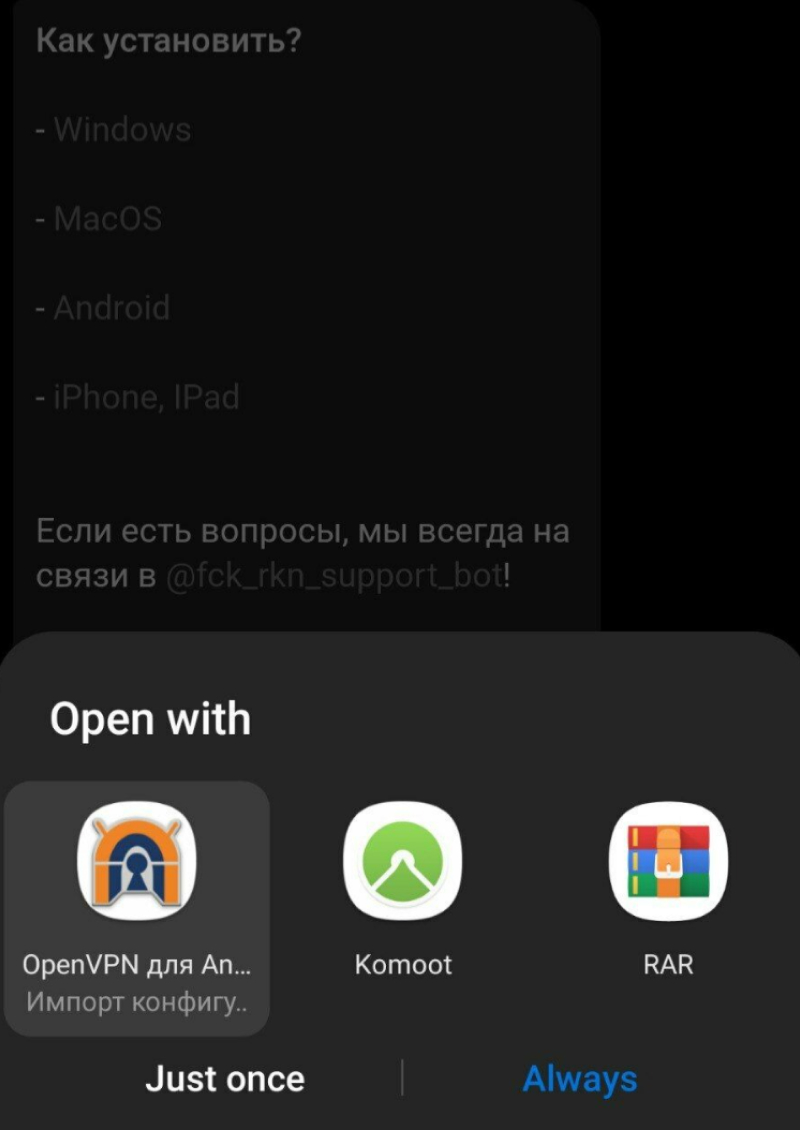 Как установить?
- Windows
- MacOS
- Android
- iPhone, IPad
Если есть вопросы, мы всегда на
связи в @fck_rkn_support_bot!
Open with
OpenVPN для An...
Импорт конфигу..
Komoot
RAR
Just once
Always